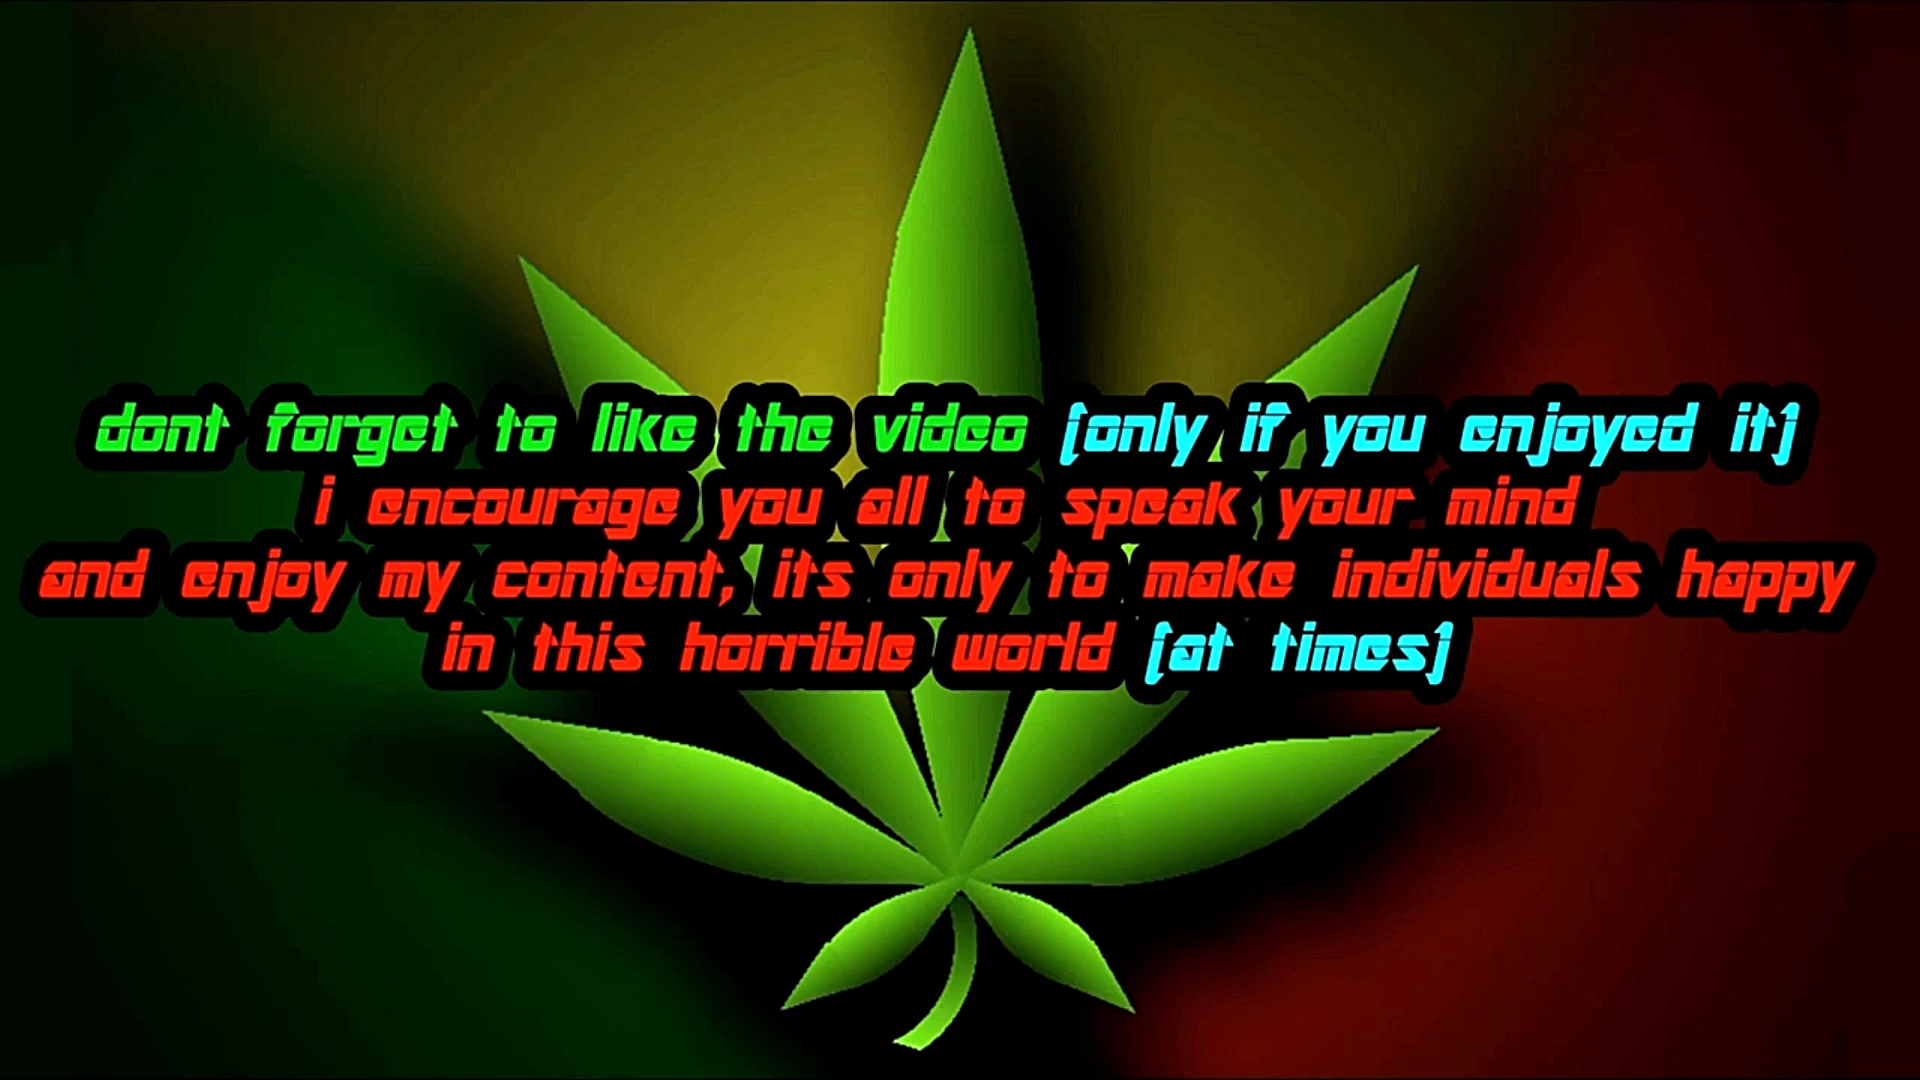 dont forget to like the video (only if you enjoyed it)
i encourage you all to speak your mind
and enjoy my content, its only to make individuals happy
in this horrible world (at times)